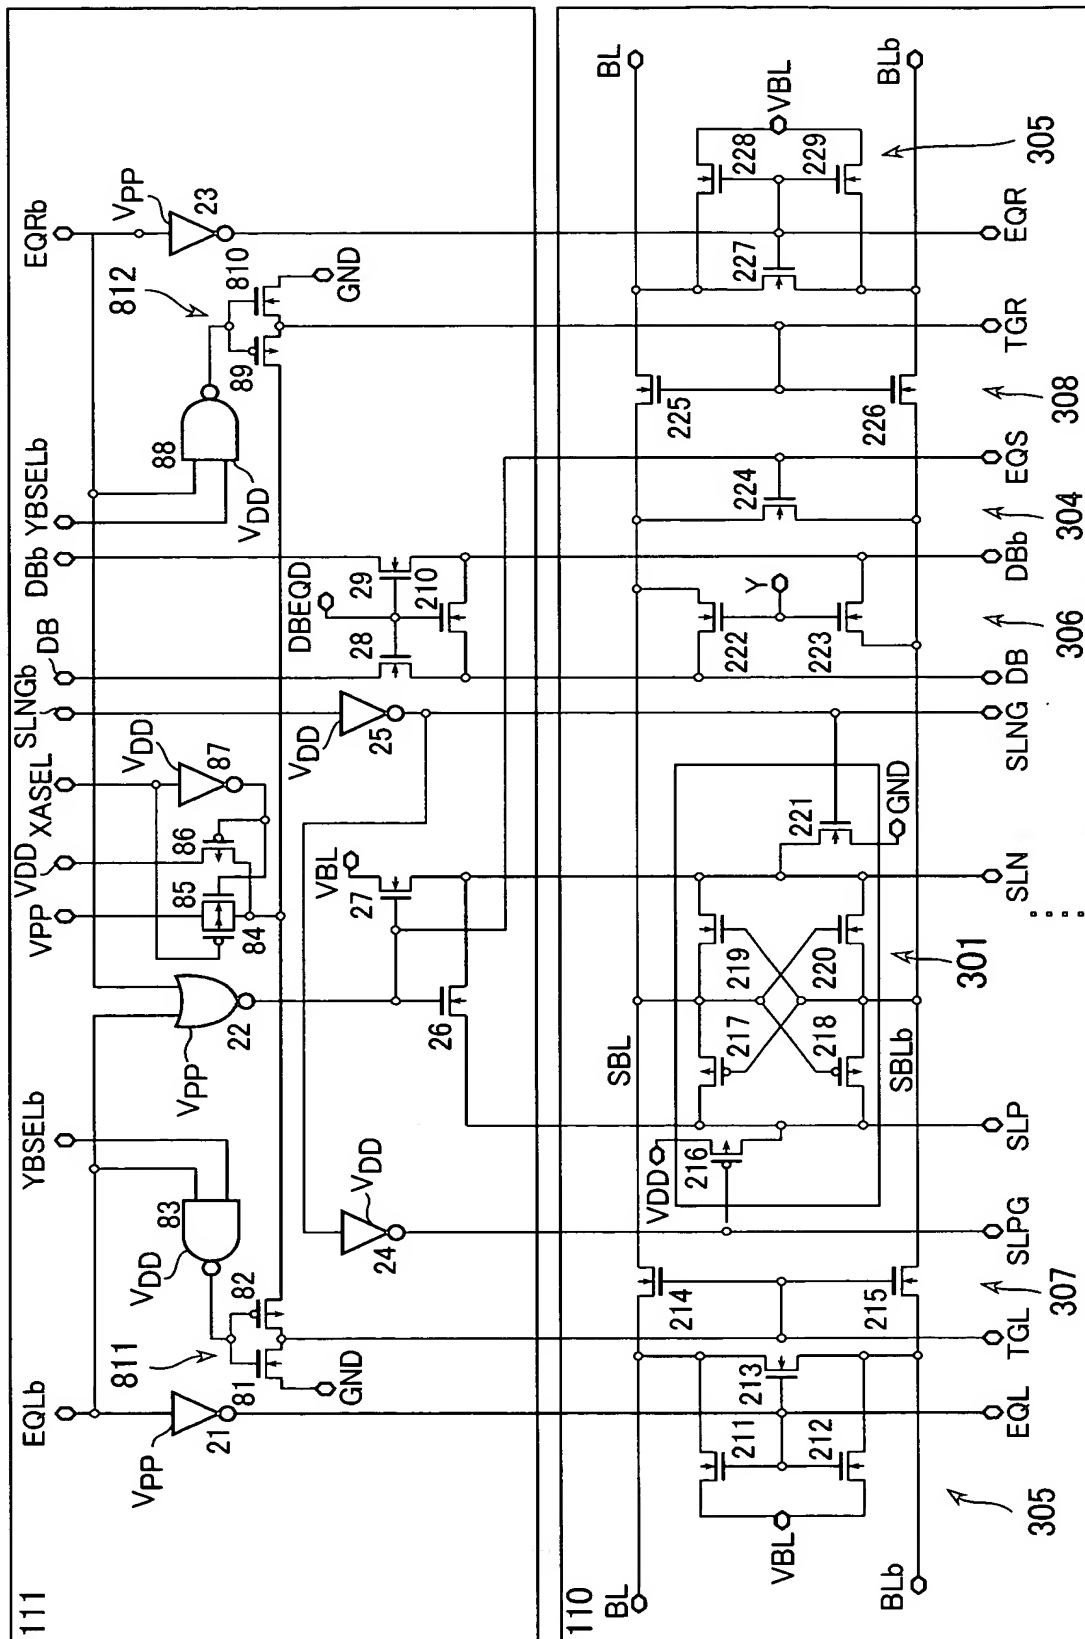 111
EQLb
YBSELb
VPP
VDD
XASEL
SLNGb
DB
DBb
YBSELb
EQRb
VPP
21
811
81
82
GND
VDD
83
VPP
22
84
85
86
VDD
87
VDD
24
26
27
VBL
VDD
25
DBEQD
28
29
210
VDD
88
812
89
810
GND
VPP
23
110
BL
BLb
VBL
211
212
213
305
EQL
TGL
214
215
307
SLPG
VDD
216
SLP
SBL
SBLb
217
218
219
220
301
221
GND
SLN
SLNG
DB
222
223
Y
306
DBb
224
304
EQS
225
226
308
TGR
227
228
229
VBL
EQR
305
BL
BLb